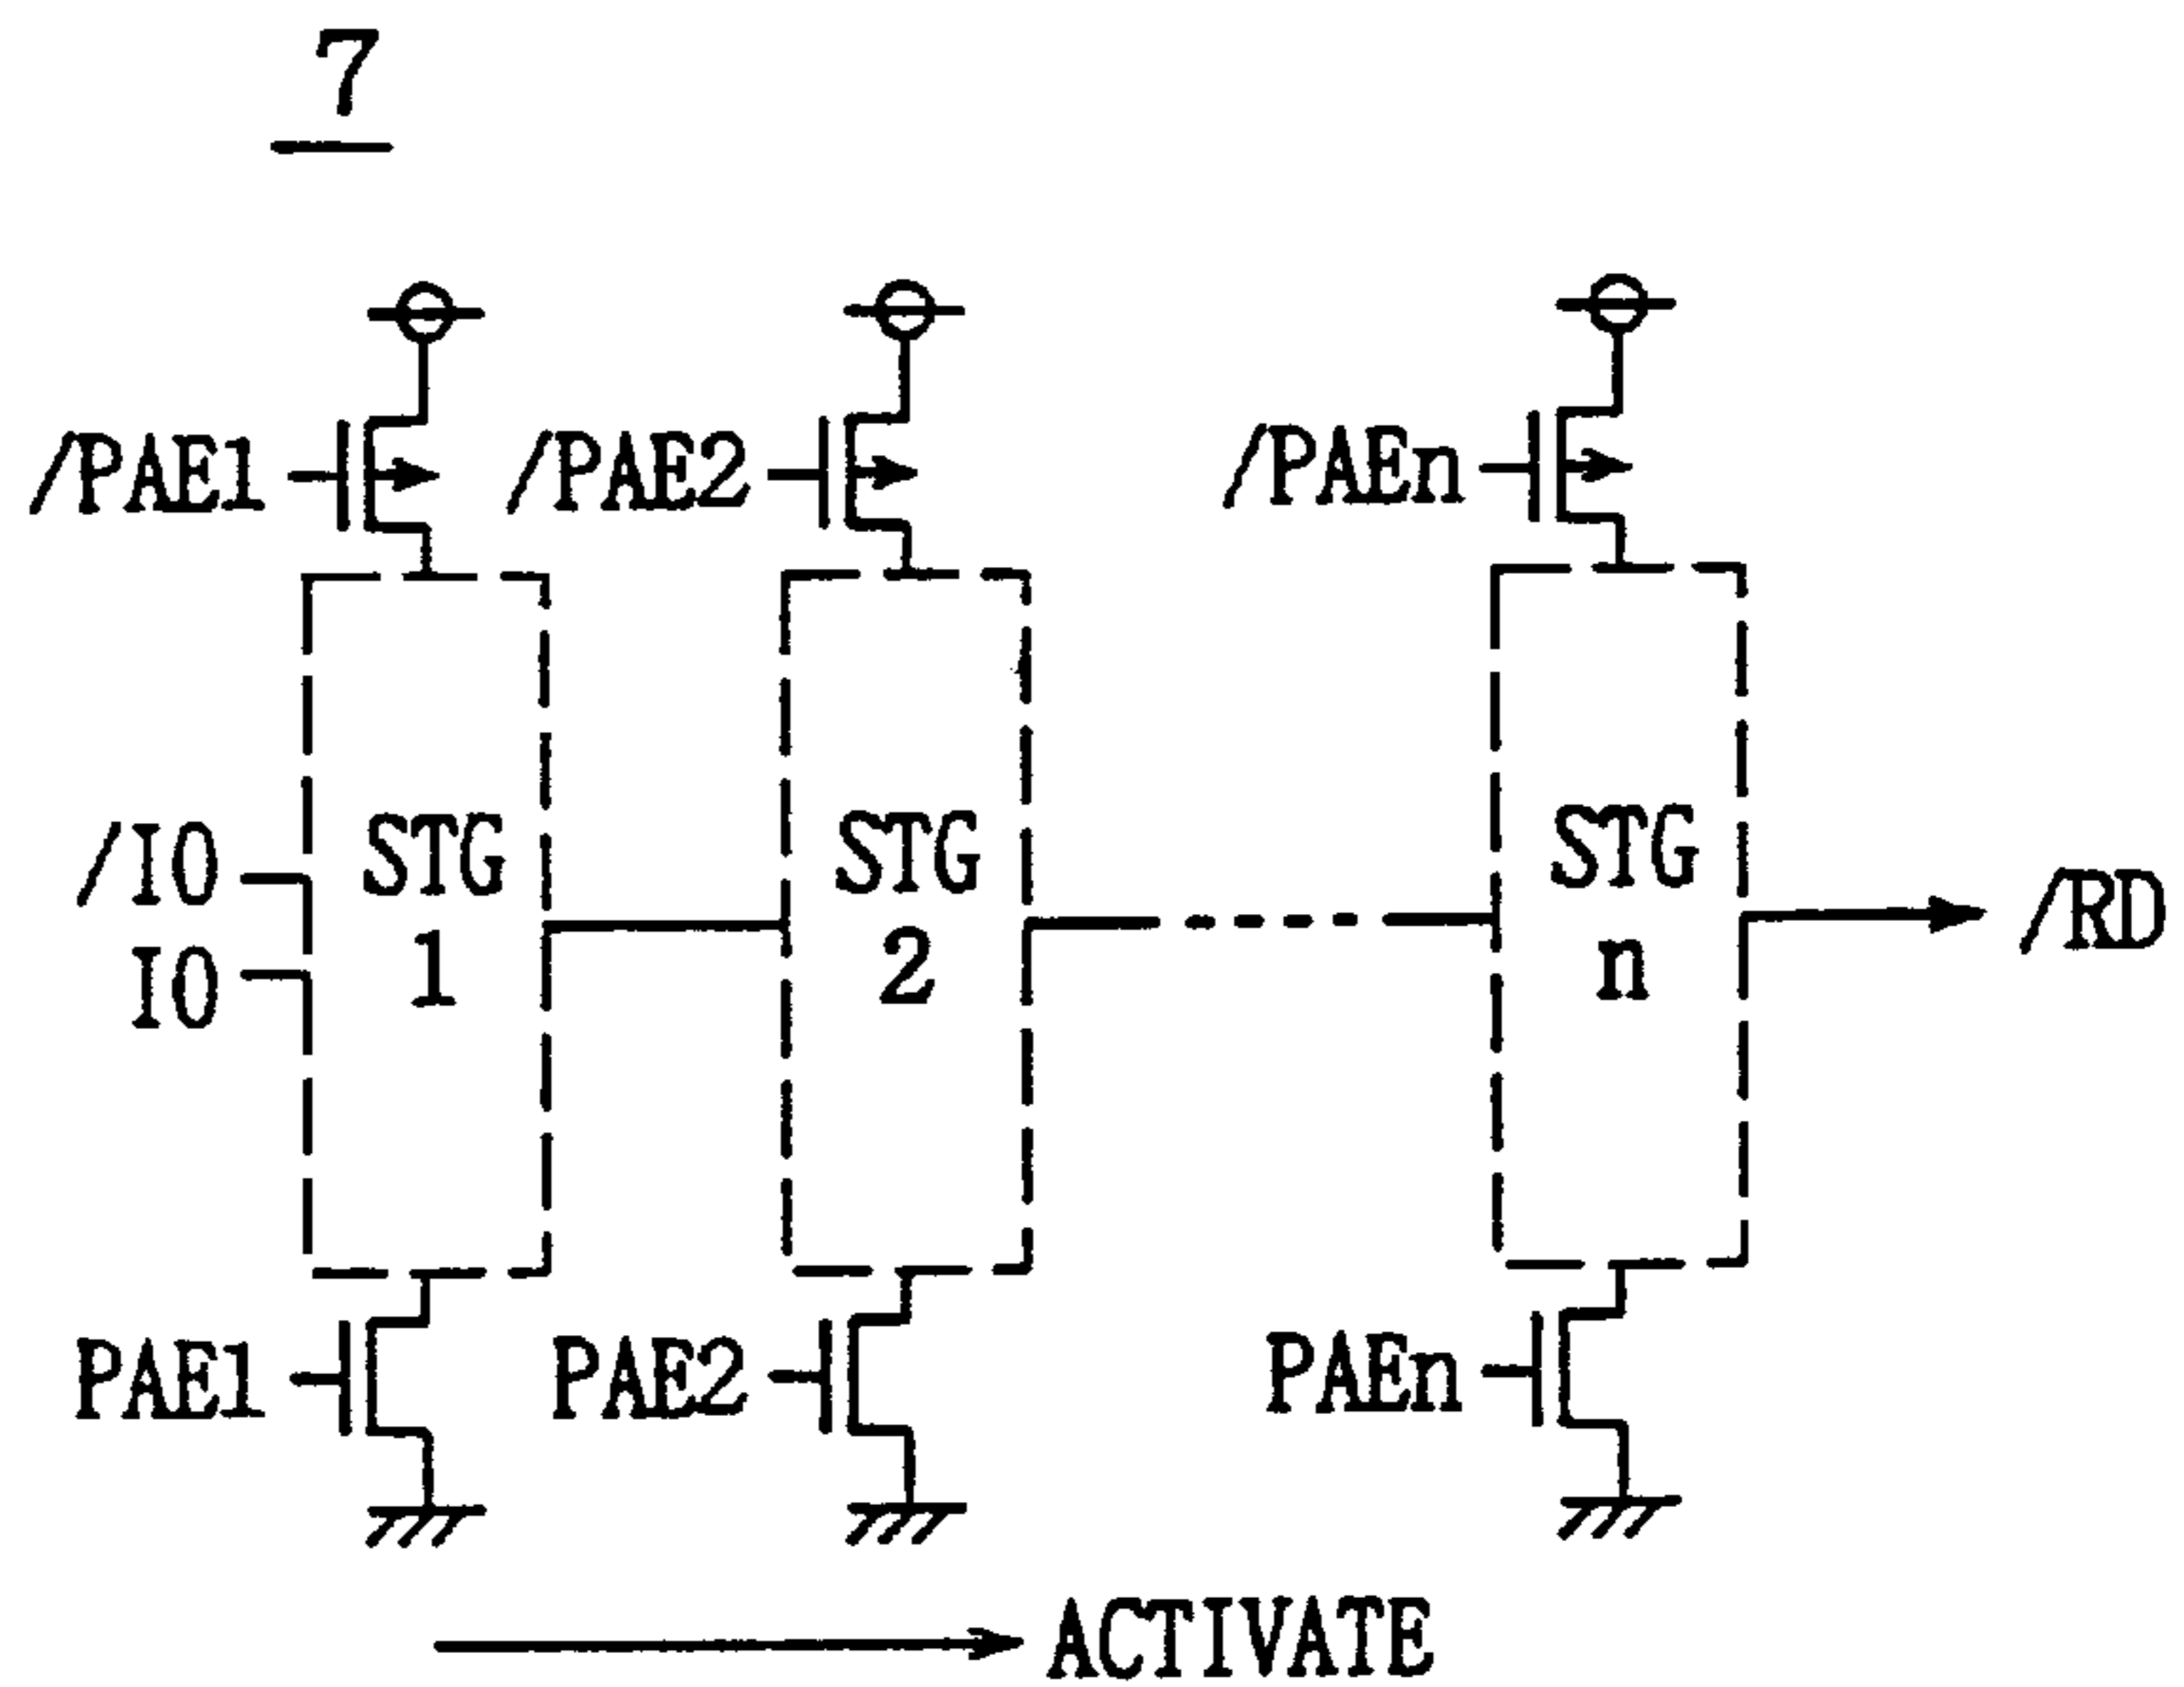 7
/PAE1
/PAE2
/PAEn
/IO
IO
STG
1
STG
2
STG
n
/RD
PAE1
PAE2
PAEn
ACTIVATE